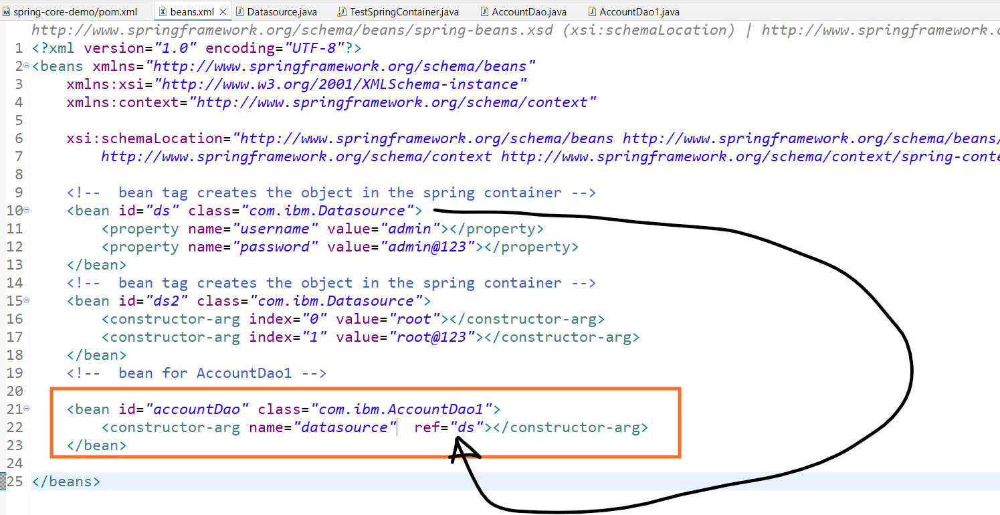 spring-core-demo/pom.xml beans.xml Datasource.java TestSpringContainer.java AccountDao.java AccountDao1.java
http://www.springframework.org/schema/beans/spring-beans.xsd (xsi:schemaLocation) | http://www.springframework.
1 <?xml version="1.0" encoding="UTF-8"?>
2 <beans xmlns="http://www.springframework.org/schema/beans"
3 xmlns:xsi="http://www.w3.org/2001/XMLSchema-instance"
4 xmlns:context="http://www.springframework.org/schema/context"
5
6 xsi:schemaLocation="http://www.springframework.org/schema/beans http://www.springframework.org/schema/beans/
7 http://www.springframework.org/schema/context http://www.springframework.org/schema/context/spring-conte
8
9 <!--  bean tag creates the object in the spring container -->
10 <bean id="ds" class="com.ibm.Datasource">
11 <property name="username" value="admin"></property>
12 <property name="password" value="admin@123"></property>
13 </bean>
14 <!--  bean tag creates the object in the spring container -->
15 <bean id="ds2" class="com.ibm.Datasource">
16 <constructor-arg index="0" value="root"></constructor-arg>
17 <constructor-arg index="1" value="root@123"></constructor-arg>
18 </bean>
19 <!--  bean for AccountDao1 -->
20
21 <bean id="accountDao" class="com.ibm.AccountDao1">
22 <constructor-arg name="datasource"  ref="ds"></constructor-arg>
23 </bean>
24
25 </beans>